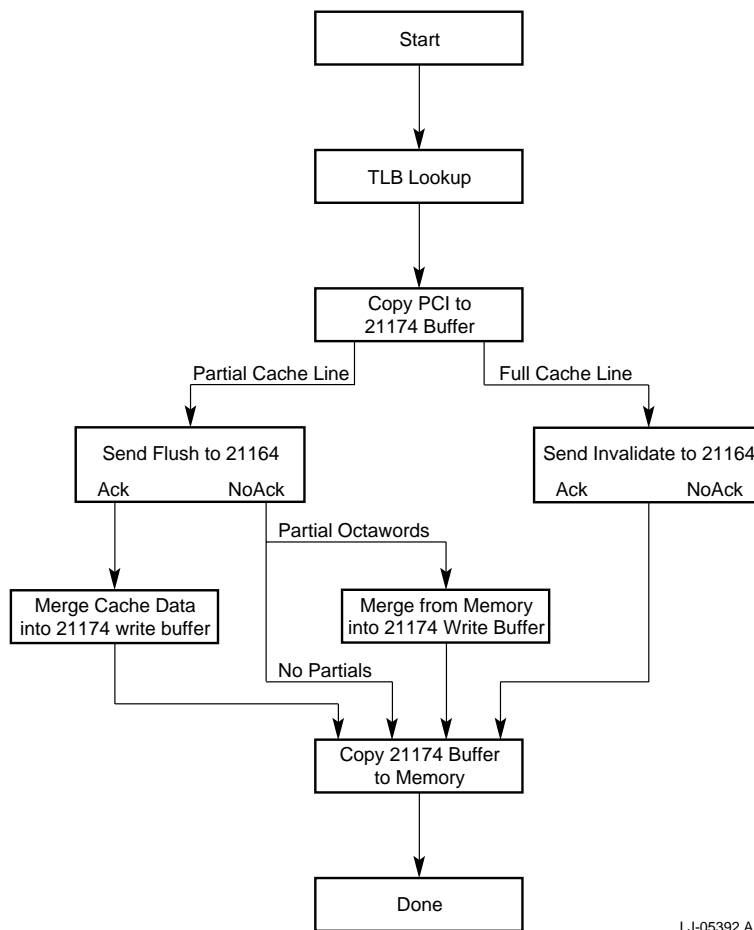 Start
TLB Lookup
Copy PCI to
21174 Buffer
Partial Cache Line
Full Cache Line
Send Flush to 21164
Ack
NoAck
Send Invalidate to 21164
Ack
NoAck
Partial Octawords
Merge Cache Data
into 21174 write buffer
Merge from Memory
into 21174 Write Buffer
No Partials
Copy 21174 Buffer
to Memory
Done
LJ-05392.A